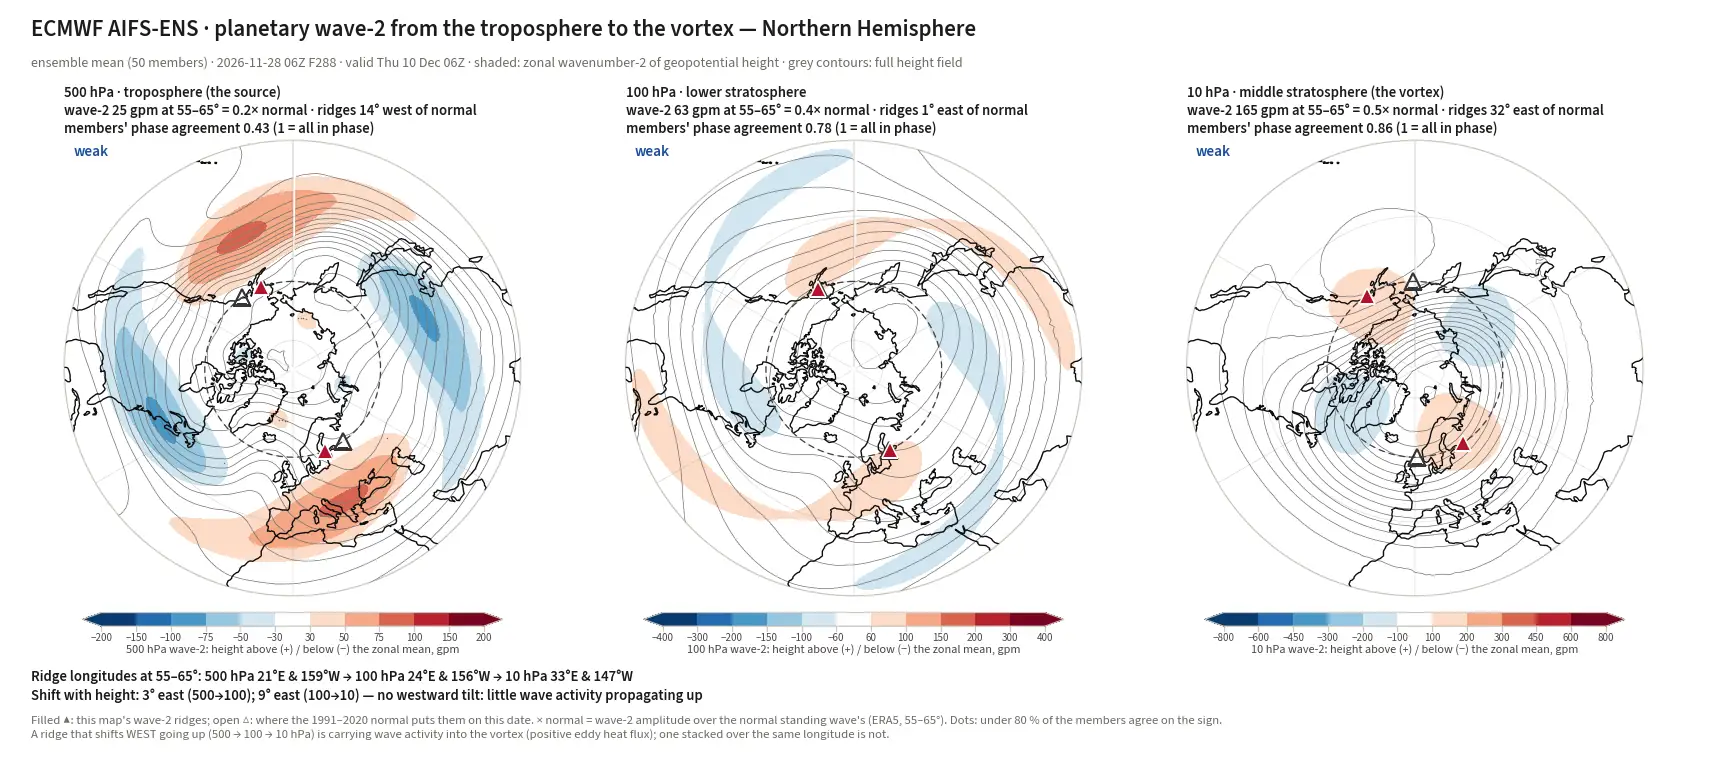 ECMWF AIFS-ENS · planetary wave-2 from the troposphere to the vortex — Northern Hemisphere
ensemble mean (50 members) · 2026-11-28 06Z F288 · valid Thu 10 Dec 06Z · shaded: zonal wavenumber-2 of geopotential height · grey contours: full height field
500 hPa · troposphere (the source)
wave-2 25 gpm at 55–65° = 0.2× normal · ridges 14° west of normal
members' phase agreement 0.43 (1 = all in phase)
weak
100 hPa · lower stratosphere
wave-2 63 gpm at 55–65° = 0.4× normal · ridges 1° east of normal
members' phase agreement 0.78 (1 = all in phase)
weak
10 hPa · middle stratosphere (the vortex)
wave-2 165 gpm at 55–65° = 0.5× normal · ridges 32° east of normal
members' phase agreement 0.86 (1 = all in phase)
weak
−200 −150 −100 −75 −50 −30 30 50 75 100 150 200
500 hPa wave-2: height above (+) / below (−) the zonal mean, gpm
−400 −300 −200 −150 −100 −60 60 100 150 200 300 400
100 hPa wave-2: height above (+) / below (−) the zonal mean, gpm
−800 −600 −450 −300 −200 −100 100 200 300 450 600 800
10 hPa wave-2: height above (+) / below (−) the zonal mean, gpm
Ridge longitudes at 55–65°: 500 hPa 21°E & 159°W → 100 hPa 24°E & 156°W → 10 hPa 33°E & 147°W
Shift with height: 3° east (500→100); 9° east (100→10) — no westward tilt: little wave activity propagating up
Filled ▲: this map's wave-2 ridges; open △: where the 1991–2020 normal puts them on this date. × normal = wave-2 amplitude over the normal standing wave's (ERA5, 55–65°). Dots: under 80 % of the members agree on the sign.
A ridge that shifts WEST going up (500 → 100 → 10 hPa) is carrying wave activity into the vortex (positive eddy heat flux); one stacked over the same longitude is not.